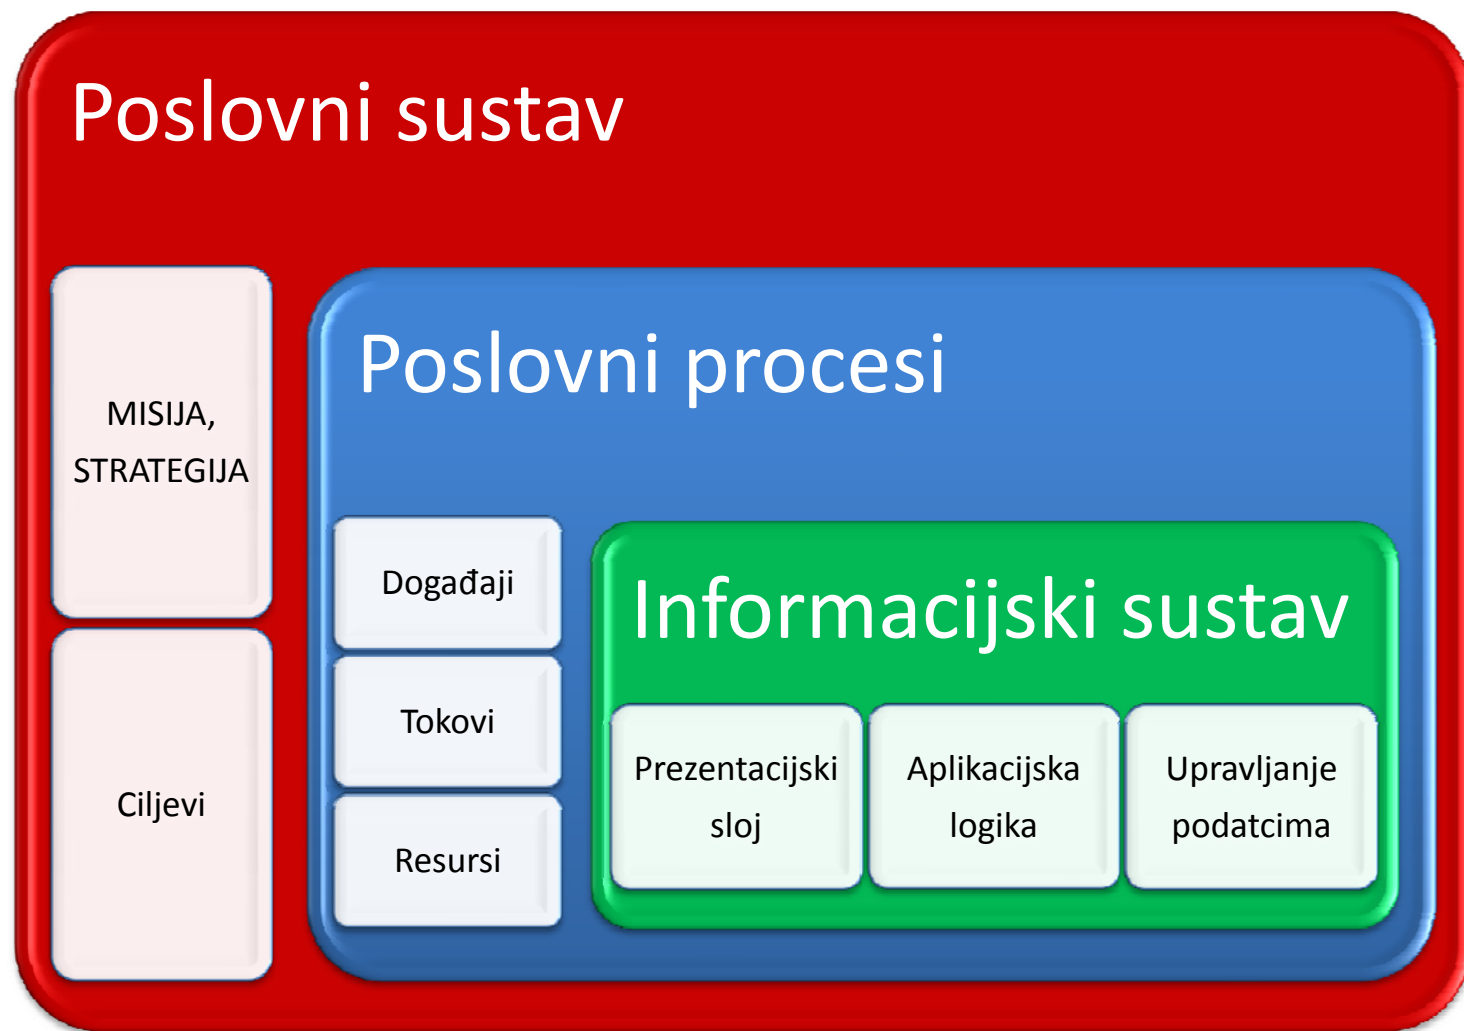 Poslovni sustav
MISIJA,
STRATEGIJA
Ciljevi
Poslovni procesi
Događaji
Tokovi
Resursi
Informacijski sustav
Prezentacijski
sloj
Aplikacijska
logika
Upravljanje
podatcima